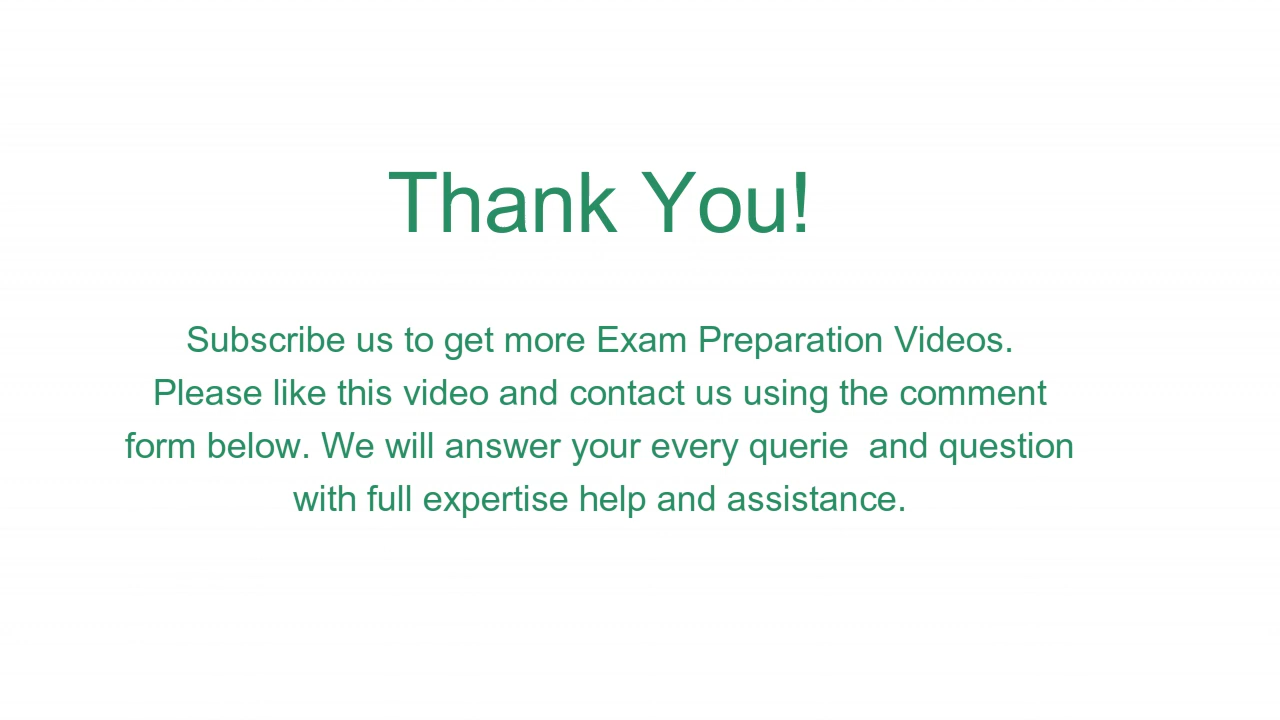 Thank You!
Subscribe us to get more Exam Preparation Videos.
Please like this video and contact us using the comment
form below. We will answer your every querie  and question
with full expertise help and assistance.